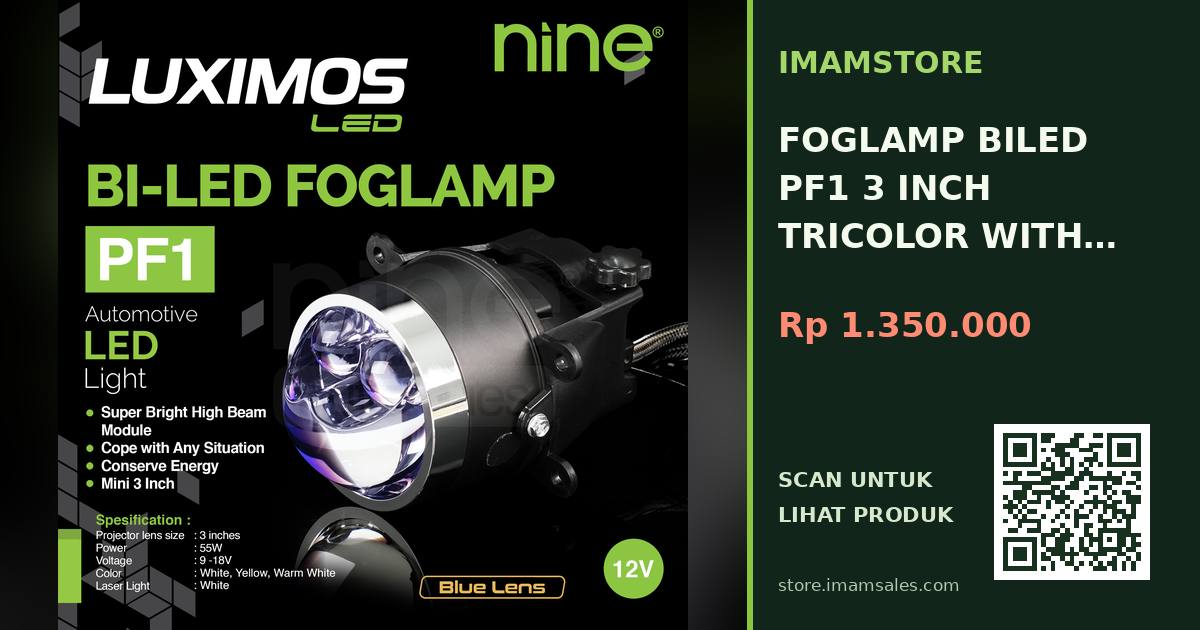 nine®
LUXIMOS
LED
BI-LED FOGLAMP
PF1
Automotive
LED
Light
Super Bright High Beam
Module
Cope with Any Situation
Conserve Energy
Mini 3 Inch
Spesification :
Projector lens size : 3 inches
Power : 55W
Voltage : 9 -18V
Color : White, Yellow, Warm White
Laser Light : White
Blue Lens
12V
IMAMSTORE
FOGLAMP BILED
PF1 3 INCH
TRICOLOR WITH...
Rp 1.350.000
SCAN UNTUK
LIHAT PRODUK
store.imamsales.com